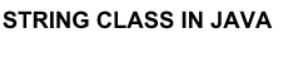 STRING CLASS IN JAVA